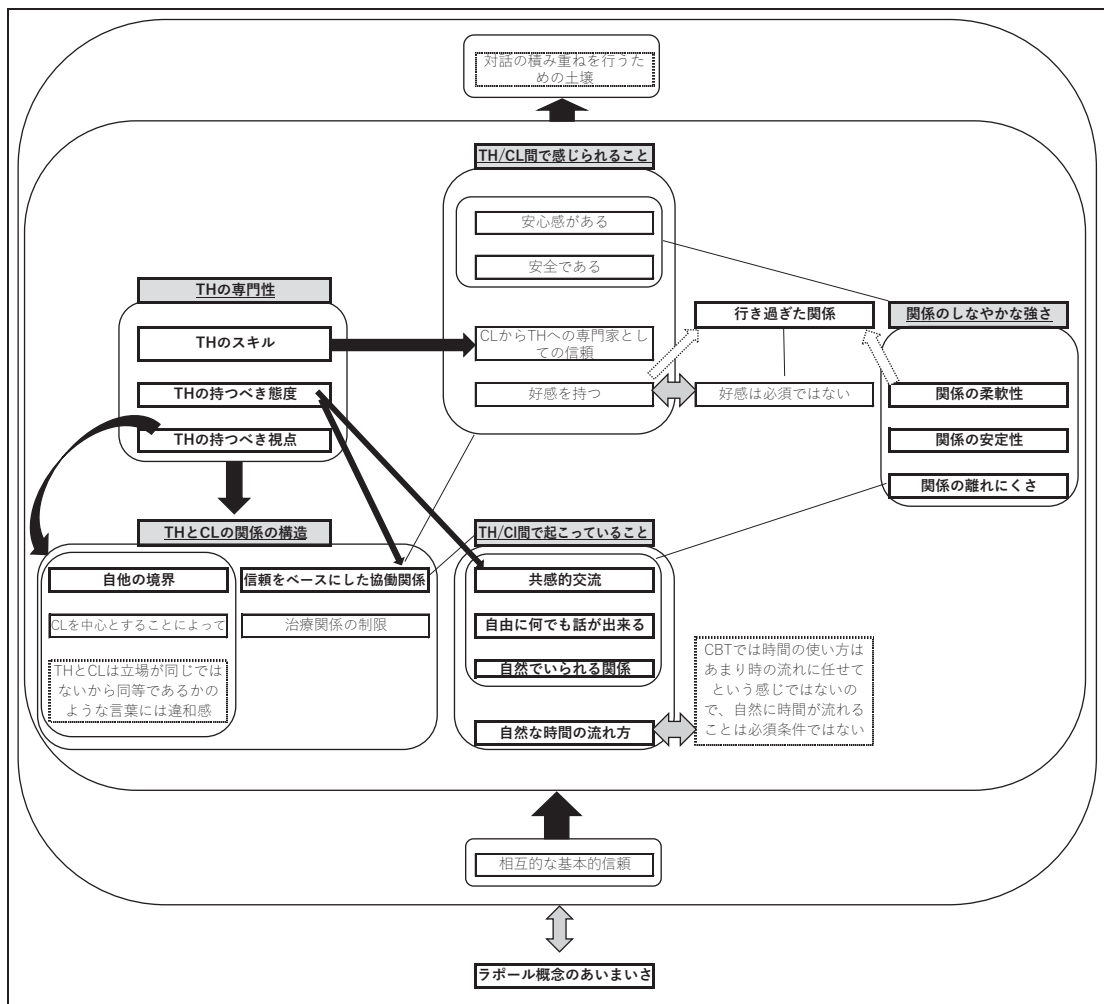 対話の積み重ねを行うた
めの土壌
TH/CL間で感じられること
安心感がある
安全である
CLからTHへの専門家とし
ての信頼
好感を持つ
THの専門性
THのスキル
THの持つべき態度
THの持つべき視点
行き過ぎた関係
好感は必須ではない
関係のしなやかな強さ
関係の柔軟性
関係の安定性
関係の離れにくさ
THとCLの関係の構造
自他の境界
CLを中心とすることによって
THとCLは立場が同じでは
ないから同等であるかの
ような言葉には違和感
信頼をベースにした協働関係
治療関係の制限
TH/Cl間で起こっていること
共感的交流
自由に何でも話が出来る
自然でいられる関係
自然な時間の流れ方
CBTでは時間の使い方は
あまり時の流れに任せて
という感じではないの
で、自然に時間が流れる
ことは必須条件ではない
相互的な基本的信頼
ラポール概念のあいまいさ